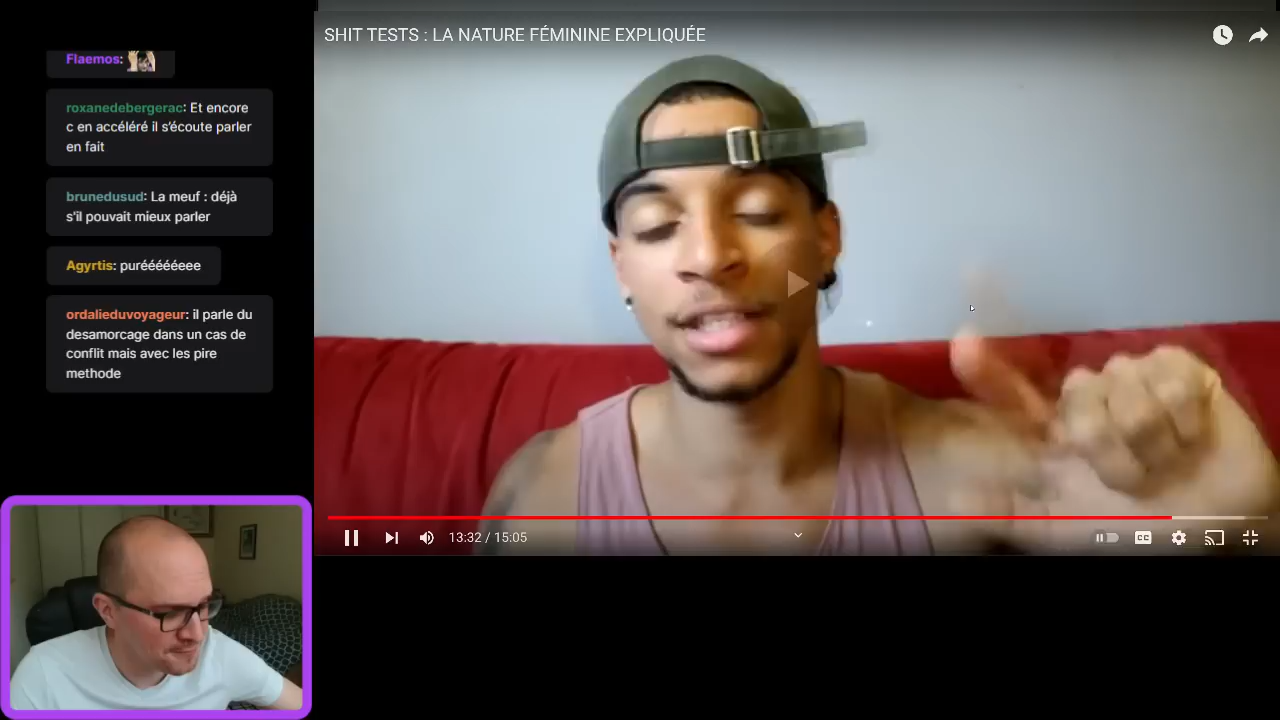 SHIT TESTS : LA NATURE FÉMININE EXPLIQUÉE
Flaemos:
roxanedebergerac: Et encore
c en accéléré il s'écoute parler
en fait
brunedusud: La meuf : déjà
s'il pouvait mieux parler
Agyrtis: puréééééeee
ordalieduvoyageur: il parle du
desamorcage dans un cas de
conflit mais avec les pire
methode
13:32 / 15:05
CC